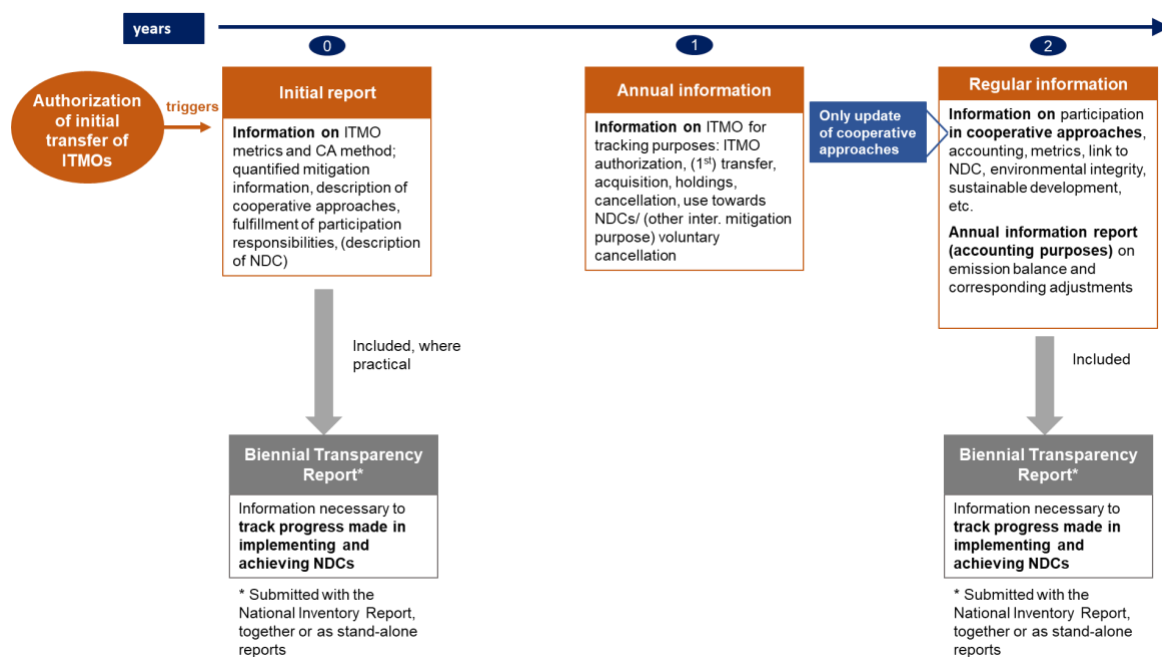 years
0
1
2
Authorization
of initial
transfer of
ITMOs
triggers
Initial report
Information on ITMO
metrics and CA method;
quantified mitigation
information, description of
cooperative approaches,
fulfillment of participation
responsibilities, (description
of NDC)
Annual information
Information on ITMO for
tracking purposes: ITMO
authorization, (1st) transfer,
acquisition, holdings,
cancellation, use towards
NDCs/ (other inter. mitigation
purpose) voluntary
cancellation
Only update
of cooperative
approaches
Regular information
Information on participation
in cooperative approaches,
accounting, metrics, link to
NDC, environmental integrity,
sustainable development,
etc.
Annual information report
(accounting purposes) on
emission balance and
corresponding adjustments
Included, where
practical
Included
Biennial Transparency
Report*
Information necessary to
track progress made in
implementing and
achieving NDCs
* Submitted with the
National Inventory Report,
together or as stand-alone
reports
Biennial Transparency
Report*
Information necessary to
track progress made in
implementing and
achieving NDCs
* Submitted with the
National Inventory Report,
together or as stand-alone
reports